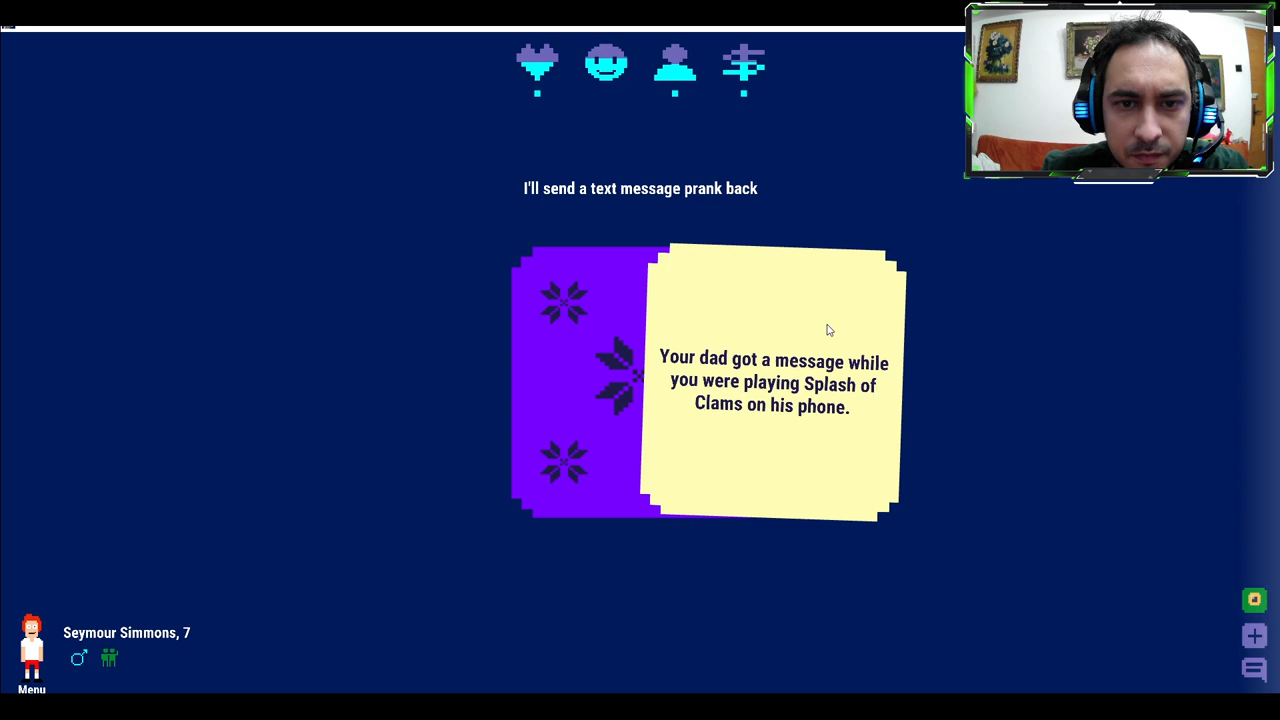 I'll send a text message prank back
Your dad got a message while
you were playing Splash of
Clams on his phone.
Seymour Simmons, 7
Menu